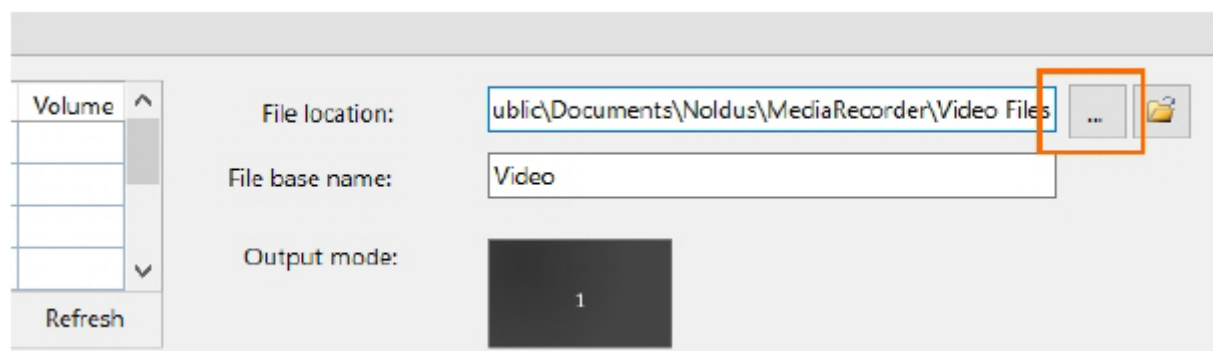 Volume
File location:
ublic\Documents\Noldus\MediaRecorder\Video Files
...
File base name:
Video
Output mode:
1
Refresh